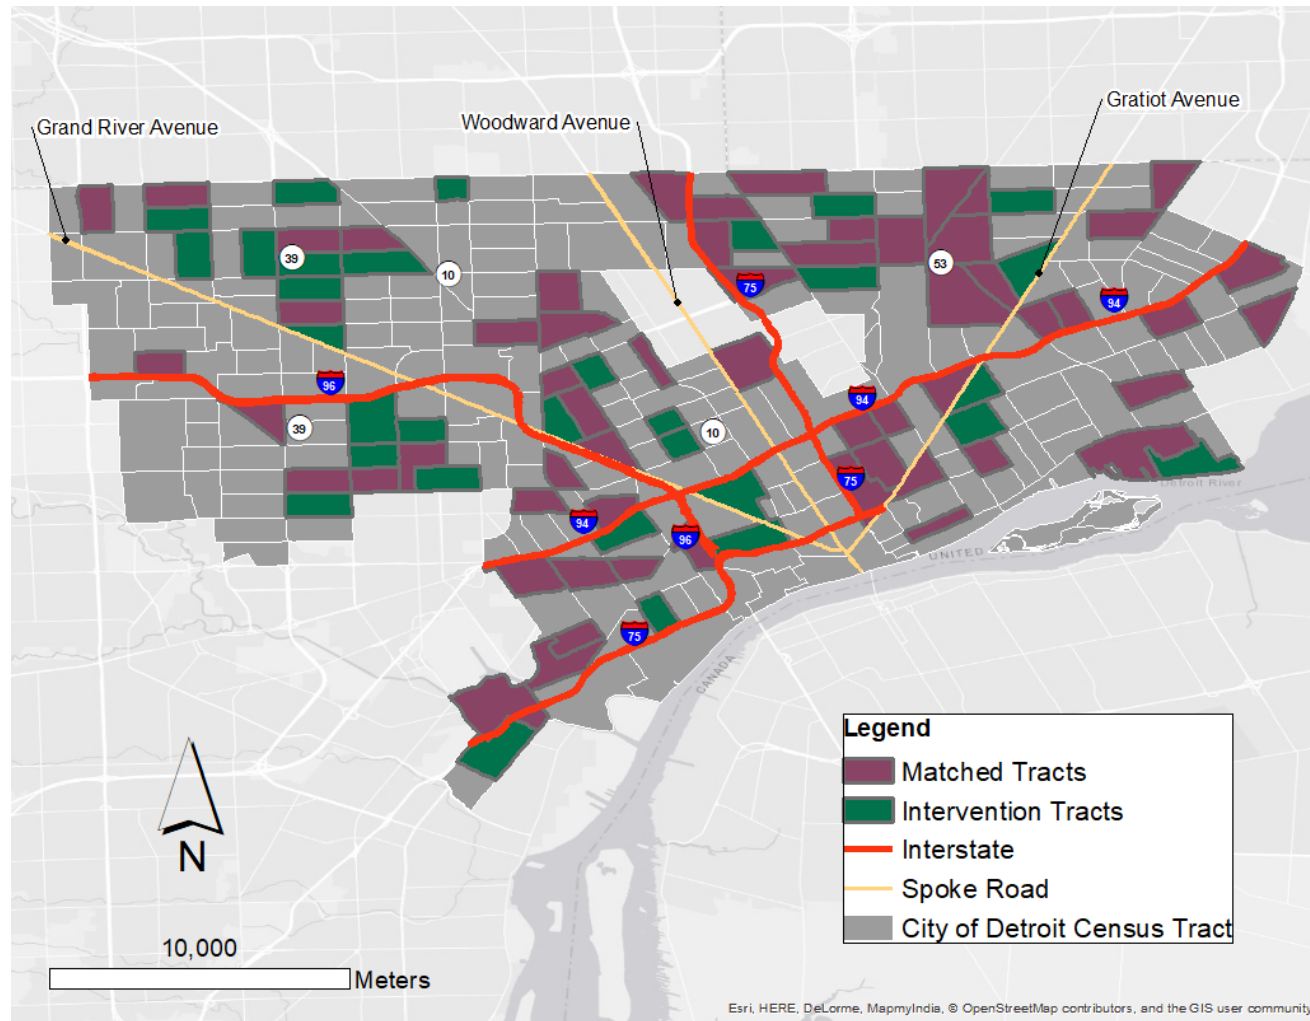 Gratiot Avenue
Woodward Avenue
Grand River Avenue
39
10
53
75
94
96
94
39
10
75
Detroit River
94
96
UNITED
75
CANADA
Legend
Matched Tracts
Intervention Tracts
Interstate
Spoke Road
City of Detroit Census Tract
N
10,000
Meters
Esri, HERE, DeLorme, MapmyIndia, © OpenStreetMap contributors, and the GIS user community